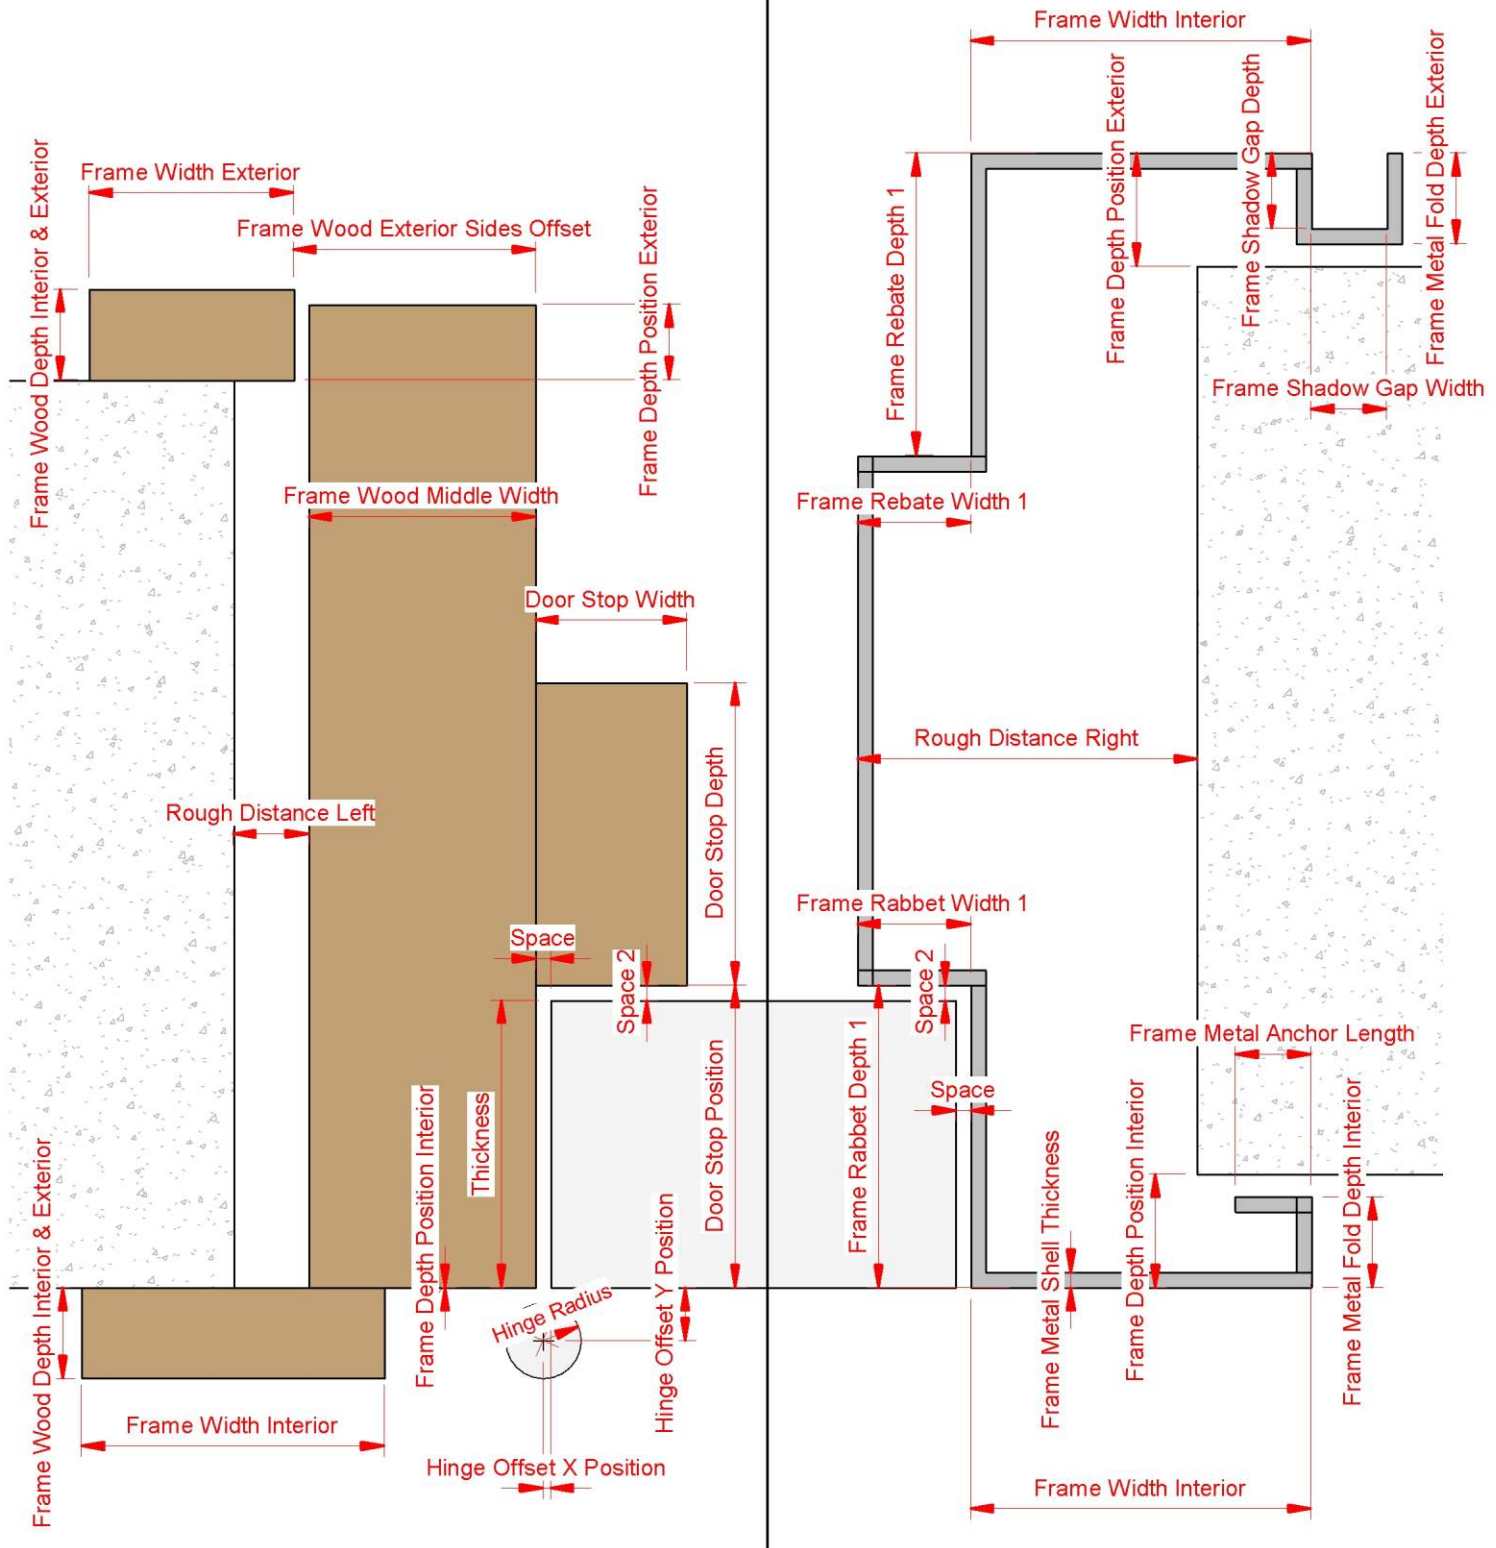 Frame Width Interior
Frame Width Exterior
Frame Wood Exterior Sides Offset
Frame Wood Depth Interior & Exterior
Frame Depth Position Exterior
Frame Rebate Depth 1
Frame Depth Position Exterior
Frame Shadow Gap Depth
Frame Metal Fold Depth Exterior
Frame Shadow Gap Width
Frame Wood Middle Width
Frame Rebate Width 1
Door Stop Width
Rough Distance Right
Rough Distance Left
Door Stop Depth
Frame Rabbet Width 1
Space
Space 2
Space 2
Frame Metal Anchor Length
Space
Thickness
Door Stop Position
Frame Rabbet Depth 1
Frame Depth Position Interior
Frame Wood Depth Interior & Exterior
Hinge Radius
Hinge Offset Y Position
Frame Metal Shell Thickness
Frame Depth Position Interior
Frame Metal Fold Depth Interior
Frame Width Interior
Hinge Offset X Position
Frame Width Interior